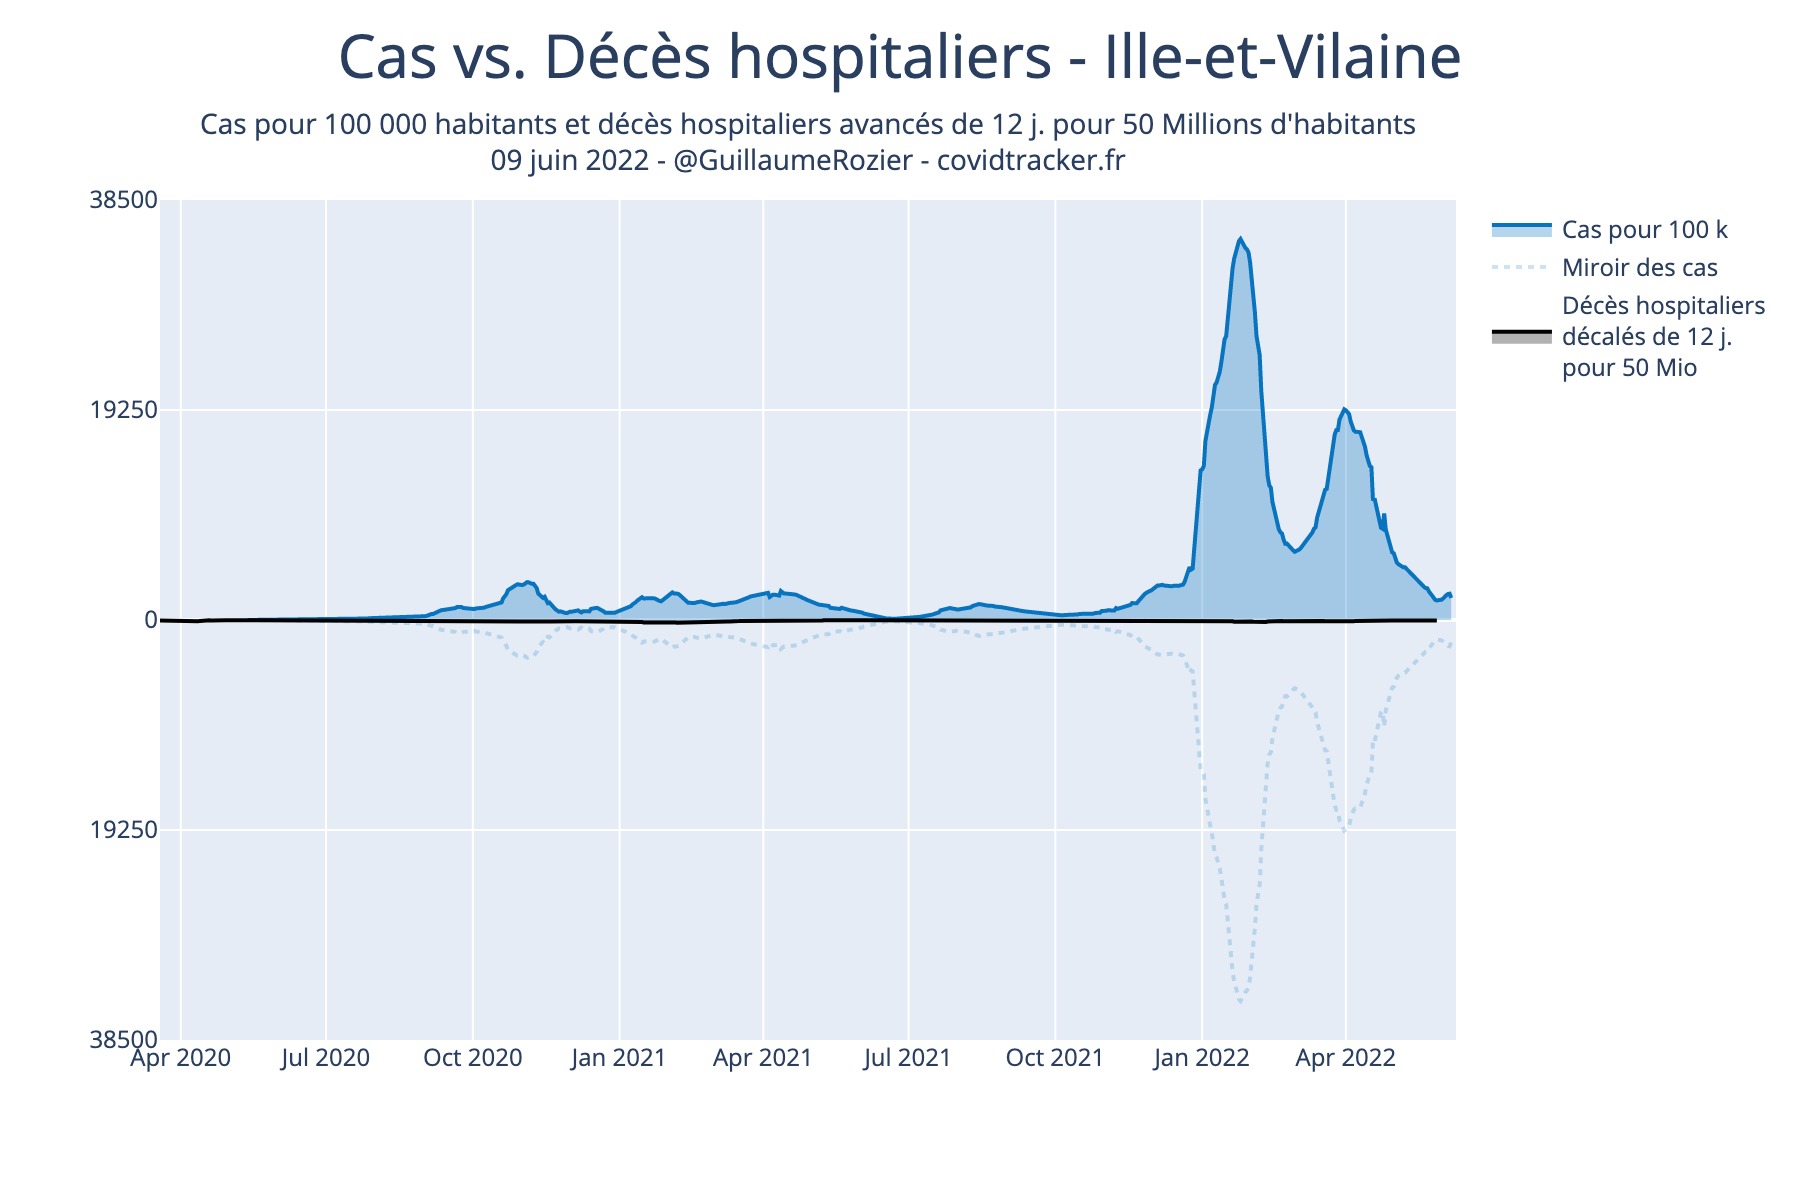 Cas vs. Décès hospitaliers - Ille-et-Vilaine
Cas pour 100 000 habitants et décès hospitaliers avancés de 12 j. pour 50 Millions d'habitants
09 juin 2022 - @GuillaumeRozier - covidtracker.fr
38500
19250
0
19250
38500
Apr 2020
Jul 2020
Oct 2020
Jan 2021
Apr 2021
Jul 2021
Oct 2021
Jan 2022
Apr 2022
Cas pour 100 k
Miroir des cas
Décès hospitaliers
décalés de 12 j.
pour 50 Mio